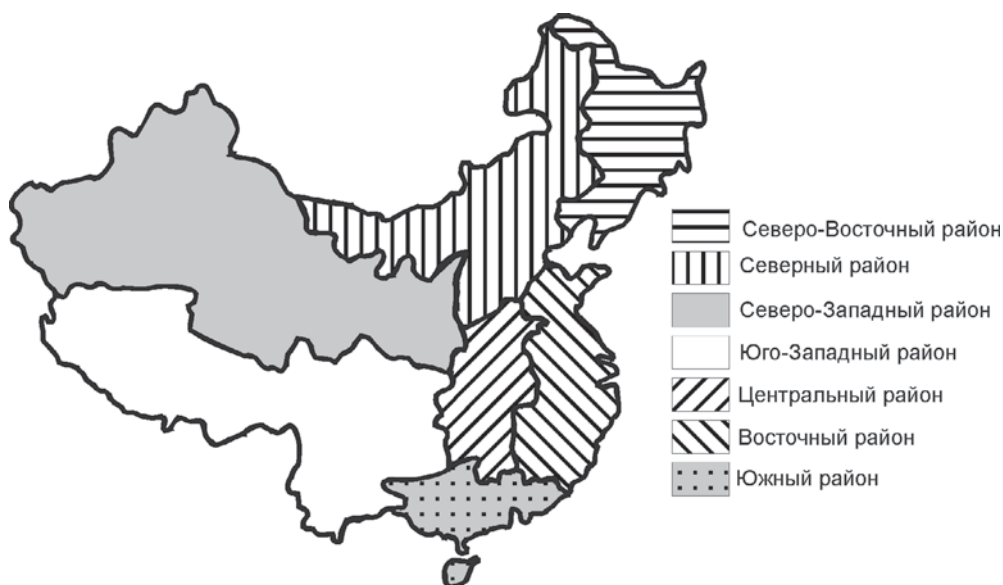 Северо-Восточный район
Северный район
Северо-Западный район
Юго-Западный район
Центральный район
Восточный район
Южный район